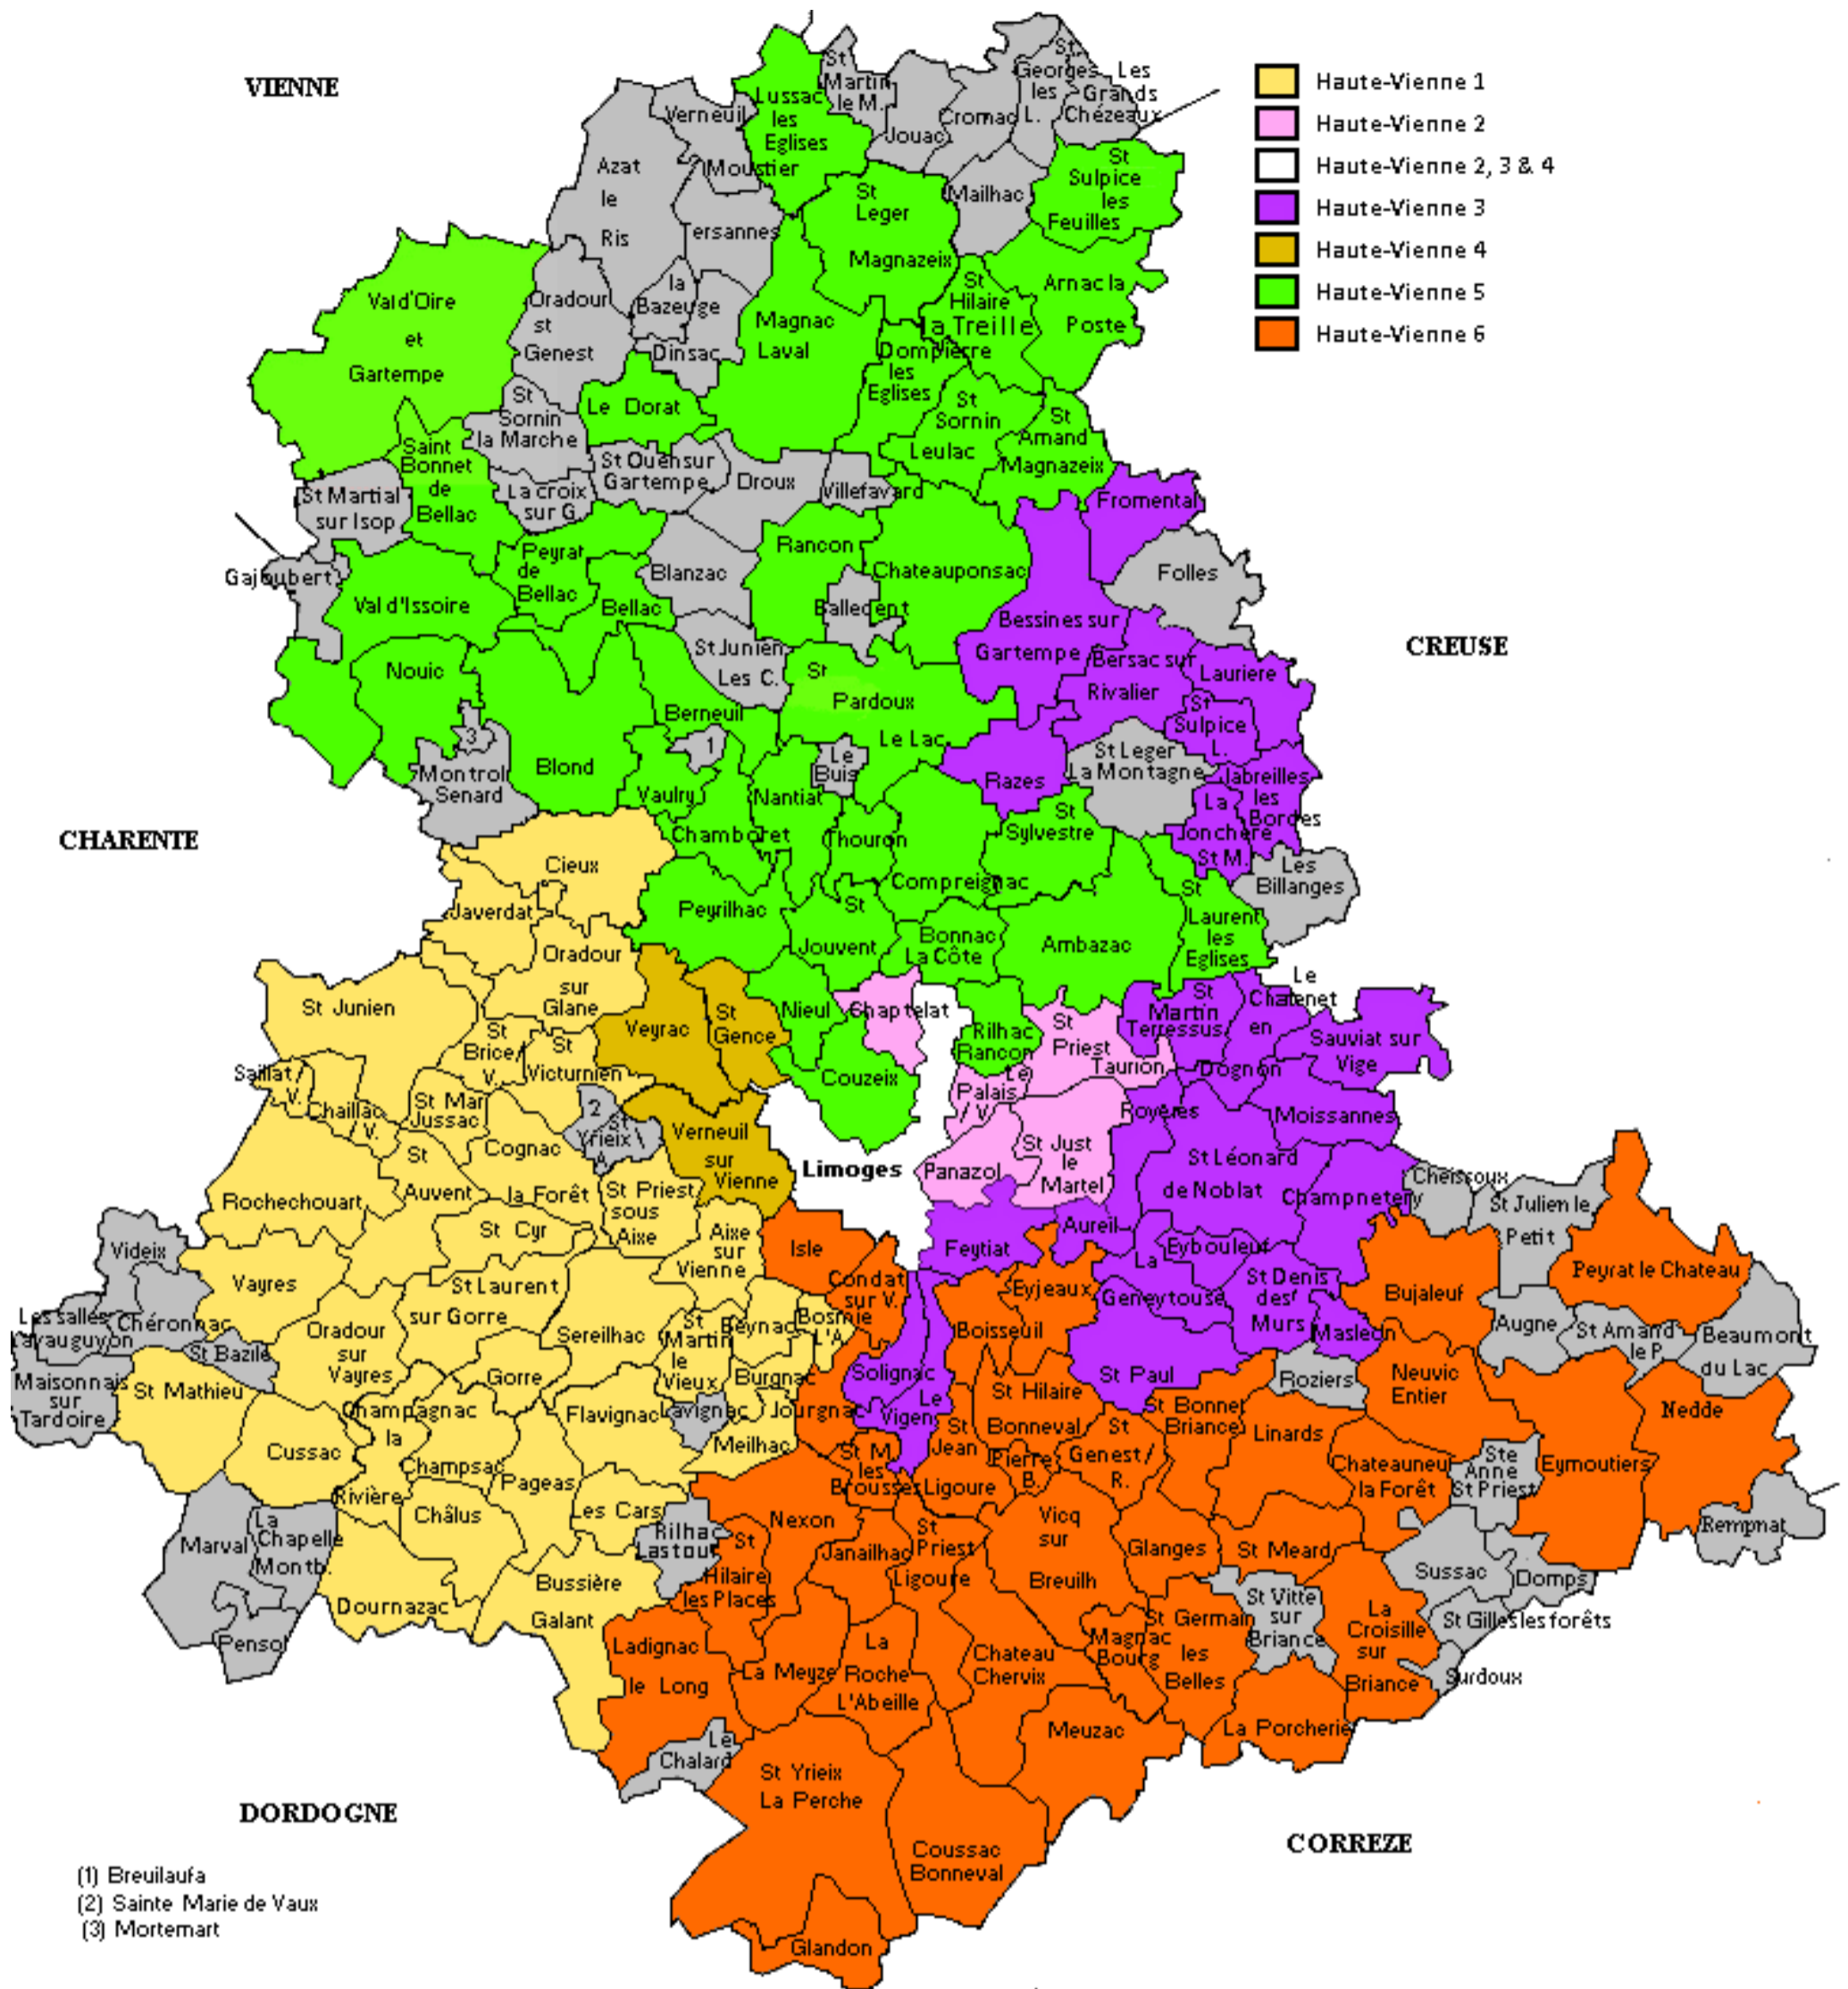 VIENNE
Haute-Vienne 1
Haute-Vienne 2
Haute-Vienne 2, 3 & 4
Haute-Vienne 3
Haute-Vienne 4
Haute-Vienne 5
Haute-Vienne 6
St
Martin
le M.
St
Georges
les
L.
Les
Grands
Chézeaux
Lussac
les
Eglises
Verneuil
Moustier
Jouac
Cromac
Mailhac
Azat
le
Ris
St
Sulpice
les
Feuilles
St
Leger
Magnazeix
Tersannes
Val d'Oire
et
Gartempe
Oradour
st
Genest
la
Bazeuge
Dinsac
Magnac
Laval
St
Hilaire
la Treille
Arnac la
Poste
Dompierre
les
Eglises
St
Sornin
la Marche
Le Dorat
St
Sornin
Leulac
St
Amand
Magnazeix
Saint
Bonnet
de
Bellac
St Martial
sur Isop
La croix
sur G.
St Ouen sur
Gartempe
Droux
Villefavard
Fromental
Folles
Gajoubert
Val d'Issoire
Peyrat
de
Bellac
Bellac
Blanzac
Rancon
Chateauponsac
Balledent
Bessines sur
Gartempe
CREUSE
Nouic
St Junien
Les C.
St
Pardoux
Le Lac
Bersac sur
Rivalier
Lauriere
St
Sulpice
L.
3
Montrol
Senard
Blond
Berneuil
1
Le
Buis
Razes
St Leger
La Montagne
Jabreilles
les
Bordes
Vaulry
Nantiat
La
Jonchere
St M.
CHARENTE
Chamboret
Thouron
St
Sylvestre
Compreignac
Les
Billanges
Cieux
Javerdat
Peyrilhac
St
Jouvent
Bonnac
La Côte
Ambazac
St
Laurent
les
Eglises
Oradour
sur
Glane
St Junien
Veyrac
St
Gence
Nieul
Chaptelat
Rilhac
Rancon
St
Priest
Taurion
St
Martin
Terressus
Le
Chatenet
en
Dognon
Sauviat sur
Vige
St
Brice/
V.
St
Victurnien
Couzeix
Saillat/
V.
Chaillac/
V.
St Mar
Jussac
Cognac
la Forêt
2
St
Yrieix \
A
Le
Palais
/ V.
Royères
Moissannes
Verneuil
sur
Vienne
Limoges
Panazol
St Just
le
Martel
St Léonard
de Noblat
Champnetery
Cheissoux
St Julien le
Petit
St
Auvent
Rochechouart
St Priest
sous
Aixe
St Cyr
Aixe
sur
Vienne
Isle
Feytiat
Aureil
Eybouleuf
La
Geneytouse
Peyrat le Chateau
Videix
Vayres
St Laurent
sur Gorre
Condat
sur V.
Eyjeaux
St Denis
des
Murs
Bujaleuf
Les salles
Lavauguyon
Chéronnac
St Bazile
Oradour
sur
Vayres
Sereilhac
St
Martin
le
Vieux
Beynac
Bosmie
L'A
Boisseuil
Masleon
Augne
St Amand
le P.
Beaumont
du Lac
Maisonnais
sur
Tardoire
St Mathieu
Gorre
Burgnac
Solignac
Le
Vigen
St Paul
Roziers
Neuvic
Entier
Nedde
Champagnac
la
Rivière
Flavignac
Lavignac
Jourgnac
St Hilaire
Bonneval
St Bonnet
Briance
Linards
Cussac
Champsac
Pageas
Meilhac
St M.
les
Brousses
St
Jean
Ligoure
Pierre
B.
St
Genest/
R.
Chateauneuf
la Forêt
Ste
Anne
St Priest
Eymoutiers
Châlus
Les Cars
Rilhac
Lastour
Nexon
Marval
La
Chapelle
Montb.
St
Hilaire
les Places
Janailhac
St
Priest
Ligoure
Vicq
sur
Breuilh
Glanges
St Meard
Rempnat
Sussac
Domps
Bussière
Galant
Dournazac
St Vitte
sur
Briance
St Gilles les forêts
Pensol
Ladignac
le Long
La Meyze
La
Roche
L'Abeille
Chateau
Chervix
Magnac
Bourg
St Germain
les
Belles
La
Croisille
sur
Briance
Surdoux
Meuzac
La Porcherie
Le
Chalard
St Yrieix
La Perche
DORDOGNE
Coussac
Bonneval
CORREZE
(1) Breuilaufa
(2) Sainte Marie de Vaux
(3) Mortemart
Glandon